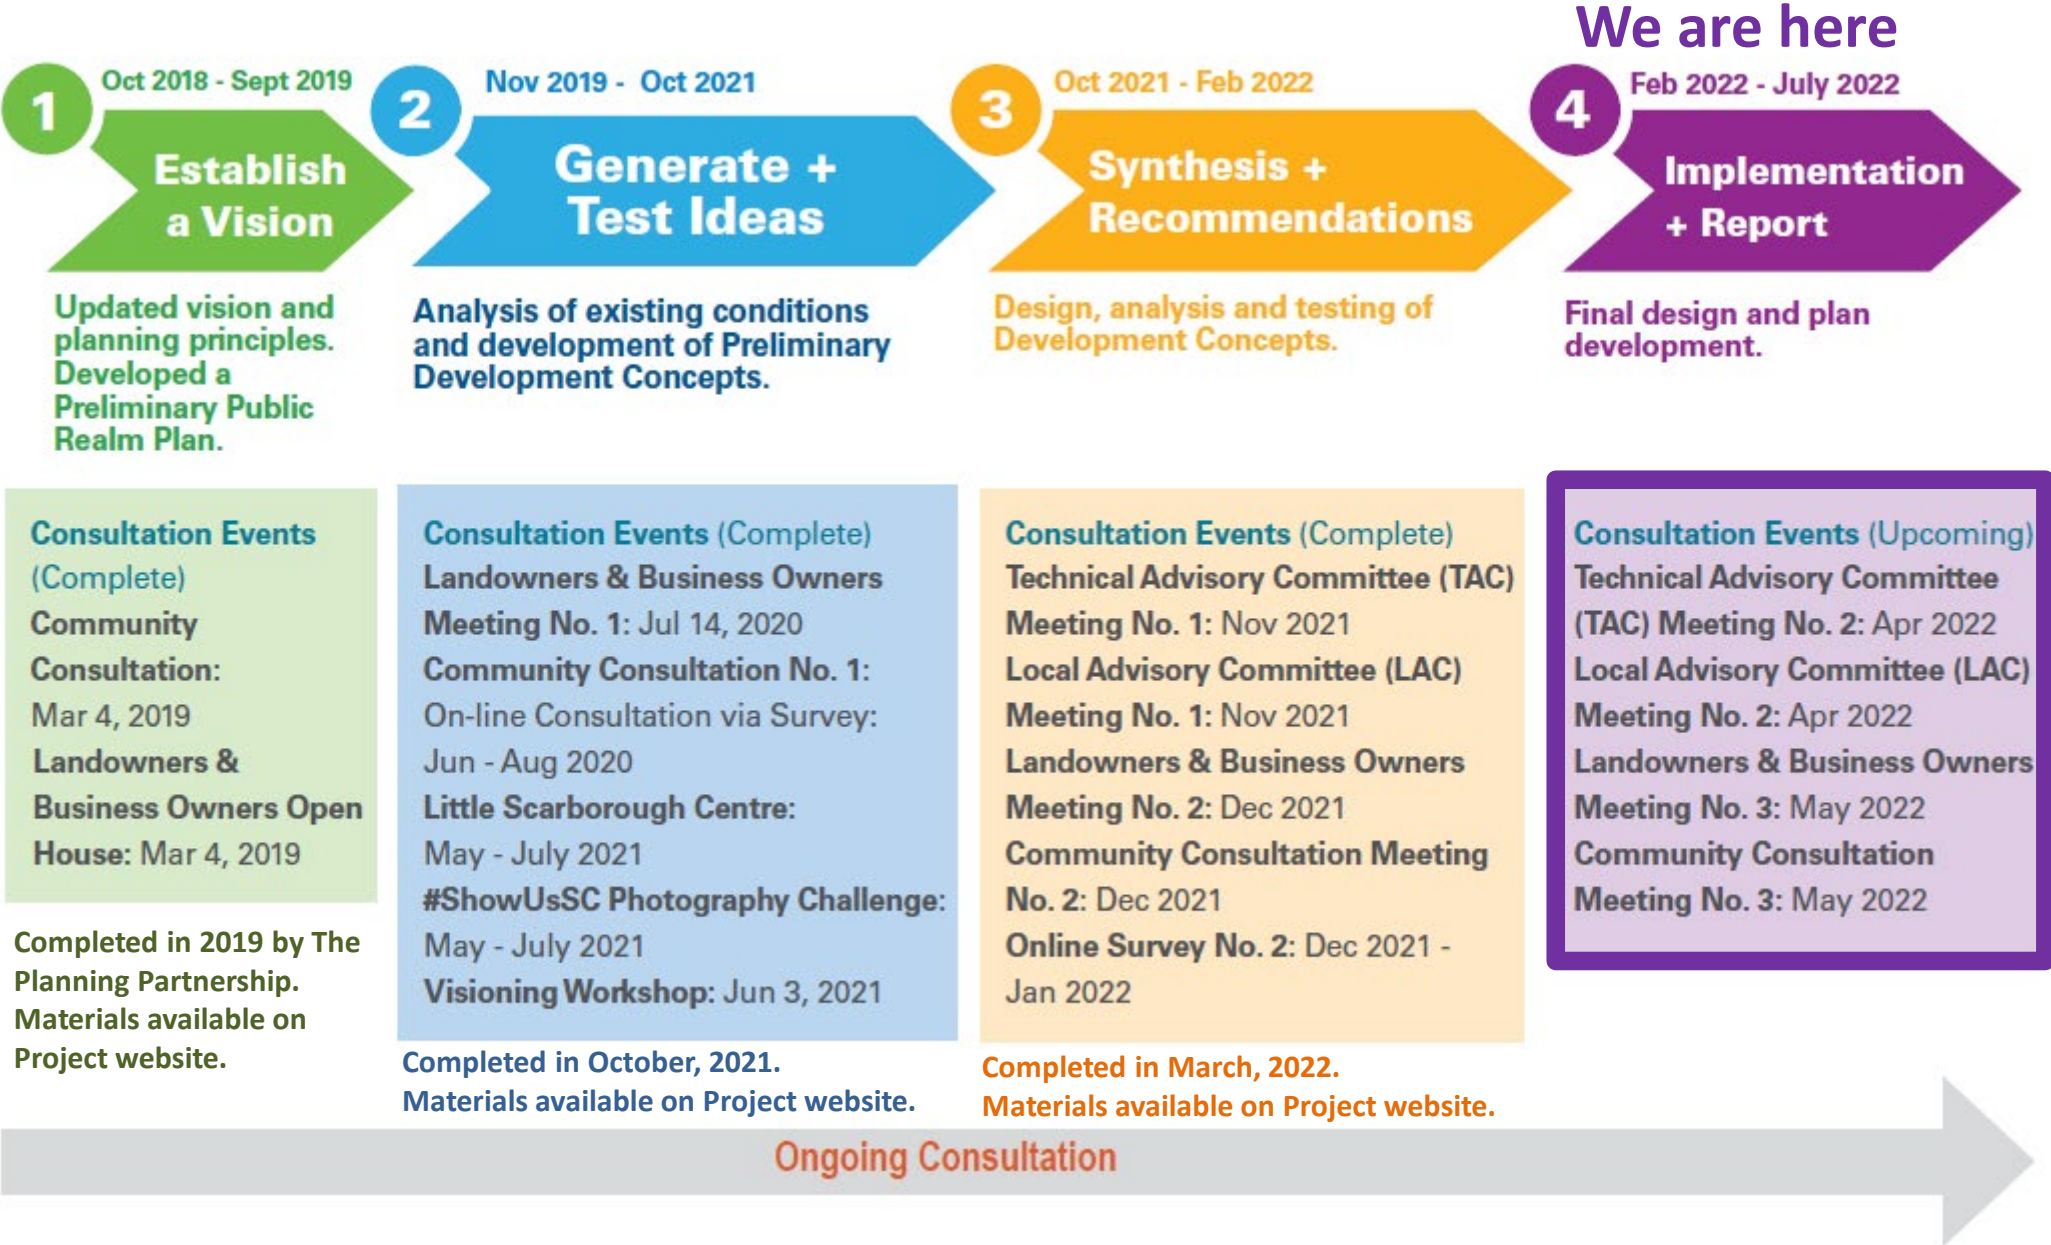 We are here
1
Oct 2018 - Sept 2019
Establish
a Vision
Updated vision and
planning principles.
Developed a
Preliminary Public
Realm Plan.
Consultation Events
(Complete)
Community
Consultation:
Mar 4, 2019
Landowners &
Business Owners Open
House: Mar 4, 2019
Completed in 2019 by The
Planning Partnership.
Materials available on
Project website.
2
Nov 2019 - Oct 2021
Generate +
Test Ideas
Analysis of existing conditions
and development of Preliminary
Development Concepts.
Consultation Events (Complete)
Landowners & Business Owners
Meeting No. 1: Jul 14, 2020
Community Consultation No. 1:
On-line Consultation via Survey:
Jun - Aug 2020
Little Scarborough Centre:
May - July 2021
#ShowUsSC Photography Challenge:
May - July 2021
Visioning Workshop: Jun 3, 2021
Completed in October, 2021.
Materials available on Project website.
3
Oct 2021 - Feb 2022
Synthesis +
Recommendations
Design, analysis and testing of
Development Concepts.
Consultation Events (Complete)
Technical Advisory Committee (TAC)
Meeting No. 1: Nov 2021
Local Advisory Committee (LAC)
Meeting No. 1: Nov 2021
Landowners & Business Owners
Meeting No. 2: Dec 2021
Community Consultation Meeting
No. 2: Dec 2021
Online Survey No. 2: Dec 2021 -
Jan 2022
Completed in March, 2022.
Materials available on Project website.
4
Feb 2022 - July 2022
Implementation
+ Report
Final design and plan
development.
Consultation Events (Upcoming)
Technical Advisory Committee
(TAC) Meeting No. 2: Apr 2022
Local Advisory Committee (LAC)
Meeting No. 2: Apr 2022
Landowners & Business Owners
Meeting No. 3: May 2022
Community Consultation
Meeting No. 3: May 2022
Ongoing Consultation